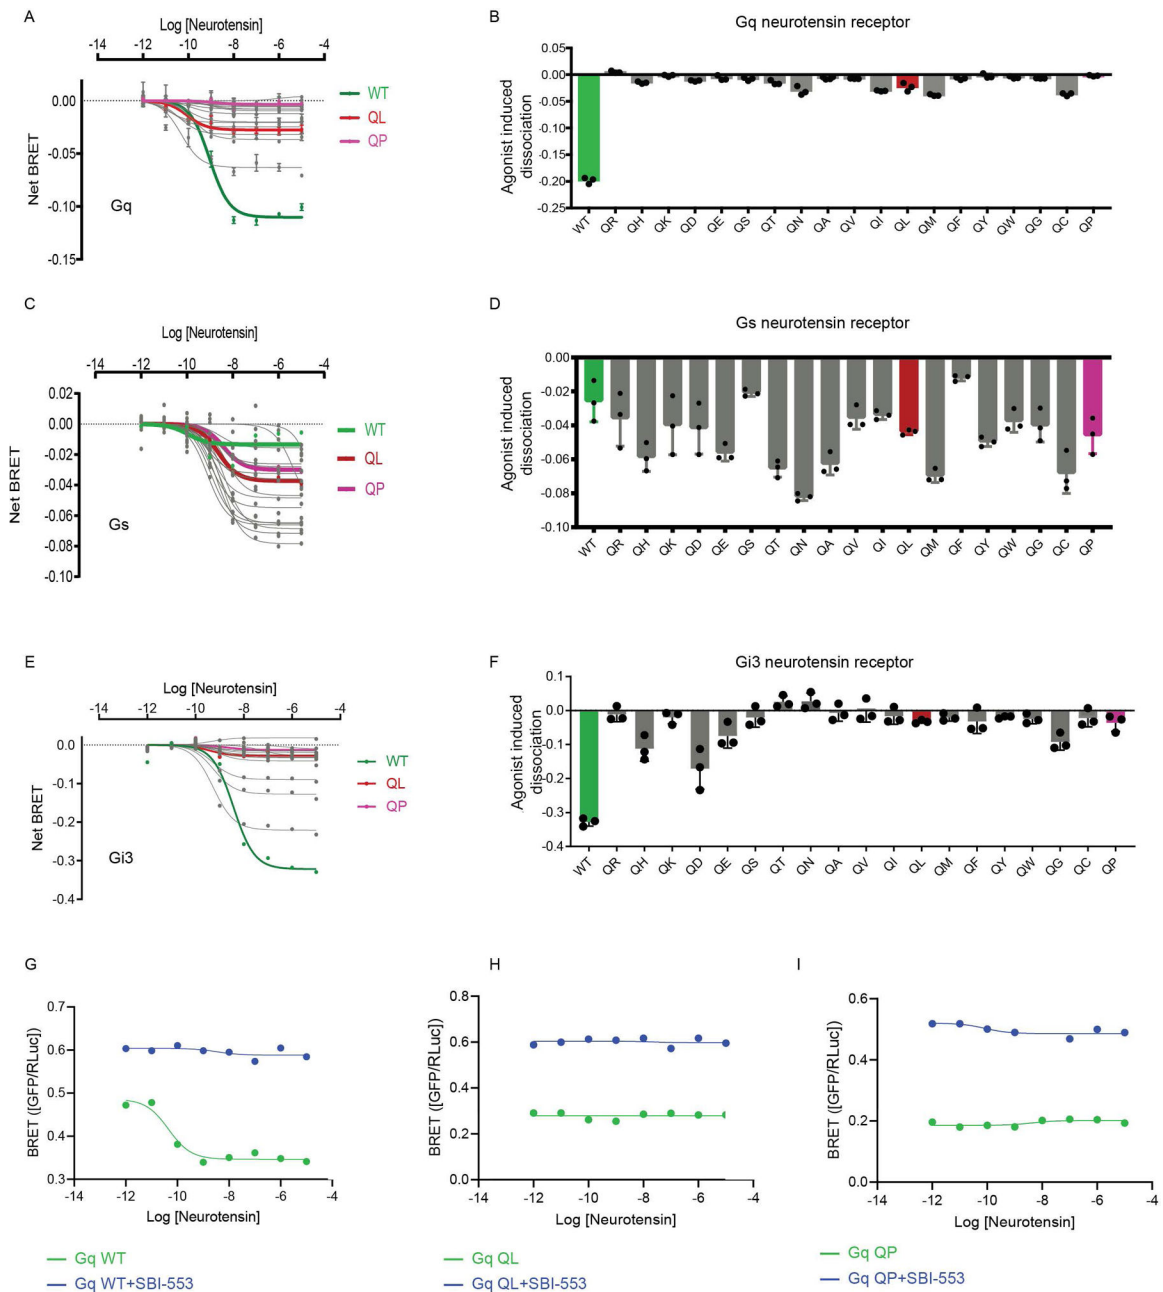 A
Log [Neurotensin]
-14 -12 -10 -8 -6 -4
0.00
-0.05
-0.10
-0.15
Net BRET
Gq
WT
QL
QP
B
Gq neurotensin receptor
0.05
0.00
-0.05
-0.10
-0.15
-0.20
-0.25
Agonist induced
dissociation
WT QR QH QK QD QE QS QT QN QA QV QI QL QM QF QY QW QG QC QP
C
Log [Neurotensin]
-14 -12 -10 -8 -6 -4
0.02
0.00
-0.02
-0.04
-0.06
-0.08
-0.10
Net BRET
Gs
WT
QL
QP
D
Gs neurotensin receptor
0.00
-0.02
-0.04
-0.06
-0.08
-0.10
Agonist induced
dissociation
WT QR QH QK QD QE QS QT QN QA QV QI QL QM QF QY QW QG QC QP
E
Log [Neurotensin]
-14 -12 -10 -8 -6 -4
0.0
-0.1
-0.2
-0.3
-0.4
Net BRET
Gi3
WT
QL
QP
F
Gi3 neurotensin receptor
0.1
0.0
-0.1
-0.2
-0.3
-0.4
Agonist induced
dissociation
WT QR QH QK QD QE QS QT QN QA QV QI QL QM QF QY QW QG QC QP
G
0.7
0.6
0.5
0.4
0.3
BRET ([GFP/RLuc])
-14 -12 -10 -8 -6 -4
Log [Neurotensin]
Gq WT
Gq WT+SBI-553
H
0.8
0.6
0.4
0.2
0.0
BRET ([GFP/RLuc])
-14 -12 -10 -8 -6 -4
Log [Neurotensin]
Gq QL
Gq QL+SBI-553
I
0.6
0.4
0.2
0.0
BRET ([GFP/RLuc])
-14 -12 -10 -8 -6 -4
Log [Neurotensin]
Gq QP
Gq QP+SBI-553